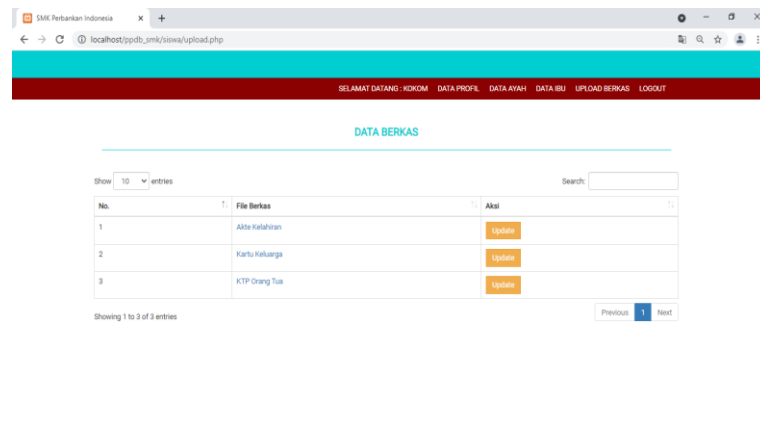 SMK Perbankan Indonesia
localhost/ppdb_smk/siswa/upload.php
SELAMAT DATANG : KOKOM DATA PROFIL DATA AYAH DATA IBU UPLOAD BERKAS LOGOUT
DATA BERKAS
Show 10 entries Search:
No. File Berkas Aksi
1 Akte Kelahiran Update
2 Kartu Keluarga Update
3 KTP Orang Tua Update
Showing 1 to 3 of 3 entries Previous 1 Next